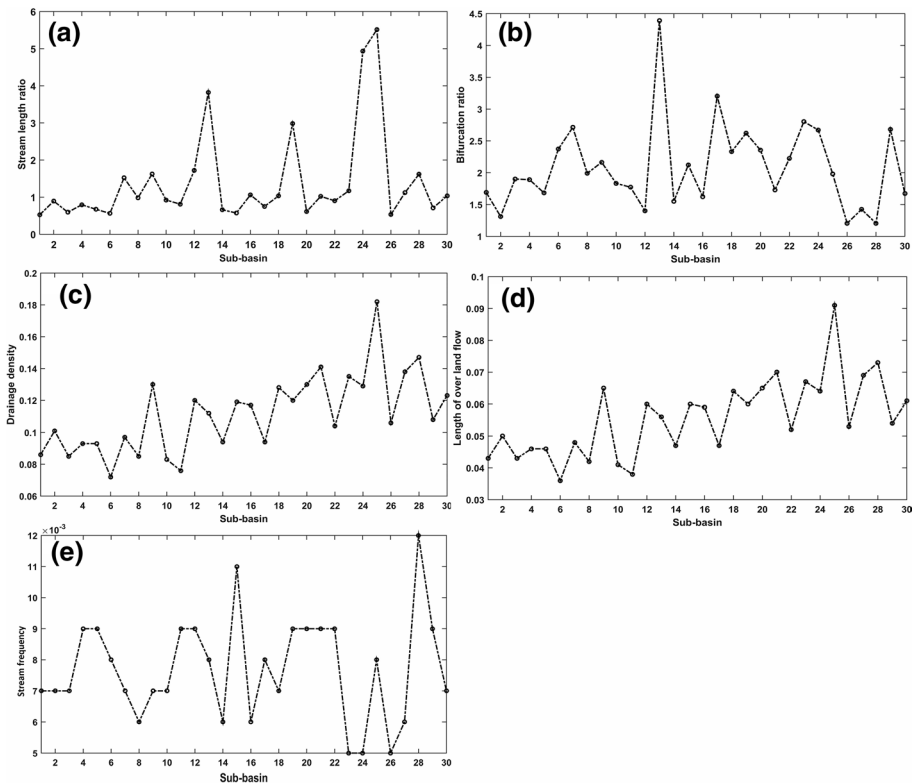 (a)
Stream length ratio
6
5
4
3
2
1
0
2 4 6 8 10 12 14 16 18 20 22 24 26 28 30
Sub-basin
(b)
Bifurcation ratio
4.5
4
3.5
3
2.5
2
1.5
1
2 4 6 8 10 12 14 16 18 20 22 24 26 28 30
Sub-basin
(c)
Drainage density
0.2
0.18
0.16
0.14
0.12
0.1
0.08
0.06
2 4 6 8 10 12 14 16 18 20 22 24 26 28 30
Sub-basin
(d)
Length of over land flow
0.1
0.09
0.08
0.07
0.06
0.05
0.04
0.03
2 4 6 8 10 12 14 16 18 20 22 24 26 28 30
Sub-basin
(e)
×10⁻³
Stream frequency
12
11
10
9
8
7
6
5
2 4 6 8 10 12 14 16 18 20 22 24 26 28 30
Sub-basin